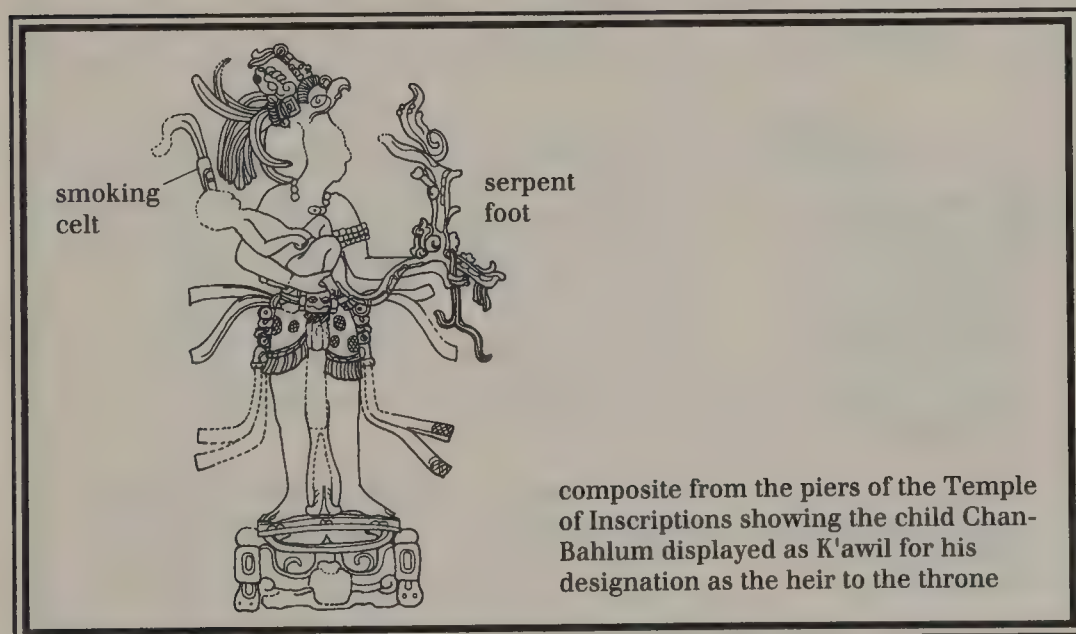 smoking
celt
serpent
foot
composite from the piers of the Temple
of Inscriptions showing the child Chan-
Bahlum displayed as K'awil for his
designation as the heir to the throne